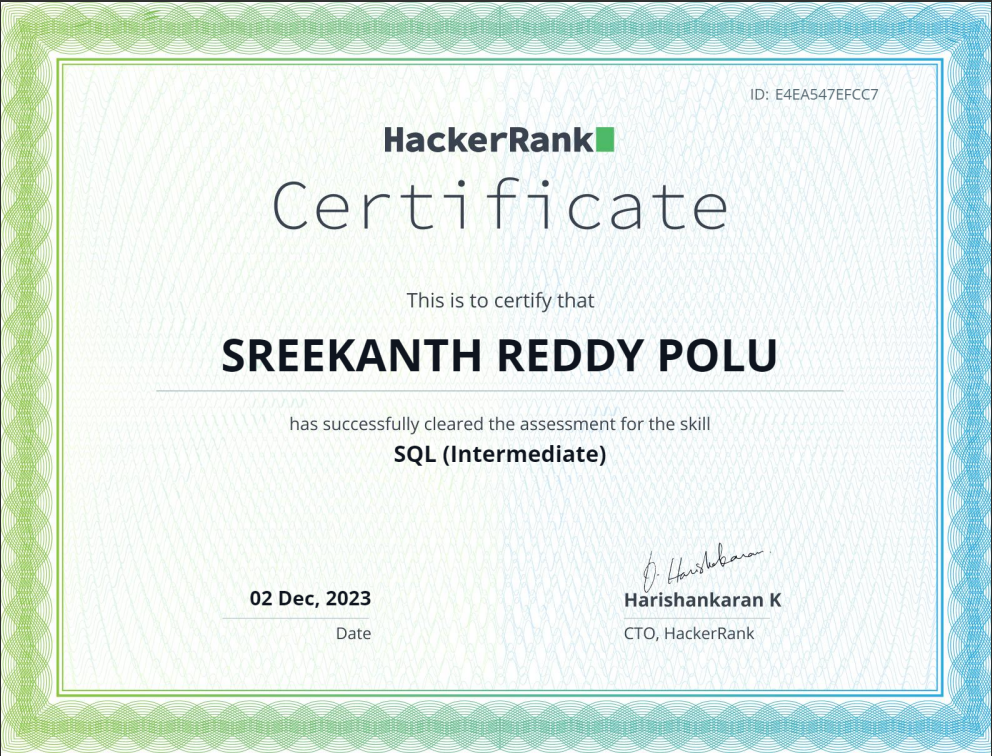 ID: E4EA547EFCC7
HackerRank
Certificate
This is to certify that
SREEKANTH REDDY POLU
has successfully cleared the assessment for the skill
SQL (Intermediate)
02 Dec, 2023
Date
Harishankaran K
CTO, HackerRank